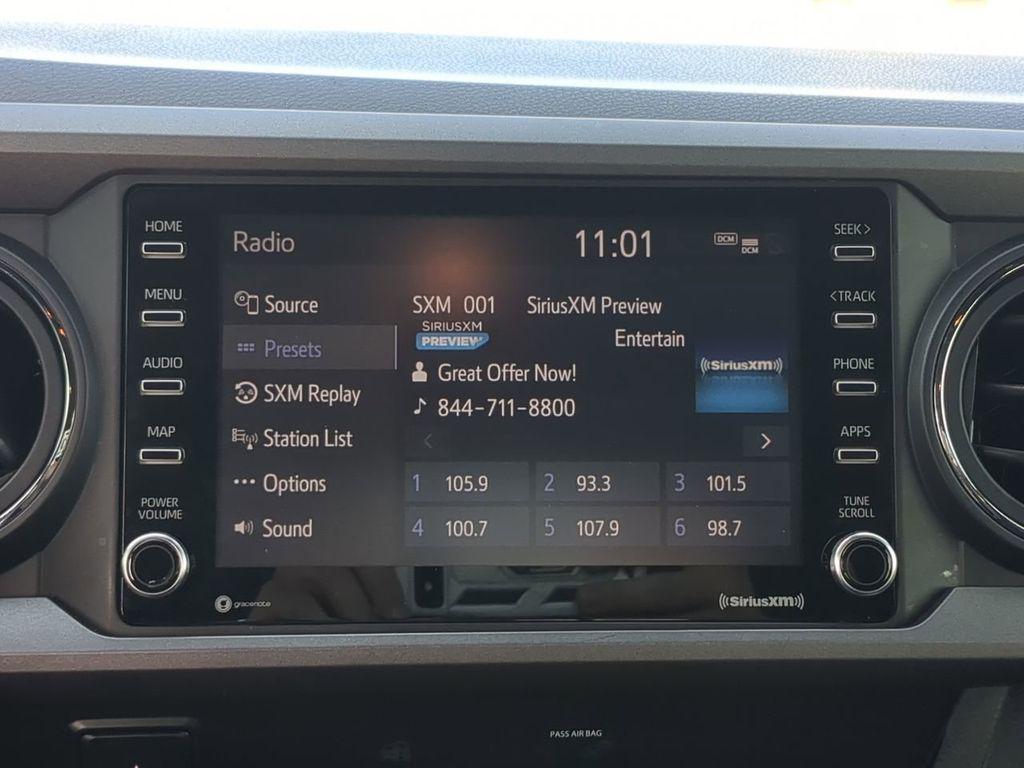 HOME
MENU
AUDIO
MAP
POWER
VOLUME
Radio
11:01
DCM
DCM
Source
Presets
SXM Replay
Station List
Options
Sound
SXM 001 SiriusXM Preview
SIRIUSXM
PREVIEW
Entertain
Great Offer Now!
844-711-8800
((SiriusXM))
1 105.9
2 93.3
3 101.5
4 100.7
5 107.9
6 98.7
SEEK >
< TRACK
PHONE
APPS
TUNE
SCROLL
gracenote
((SiriusXM))
PASS AIR BAG